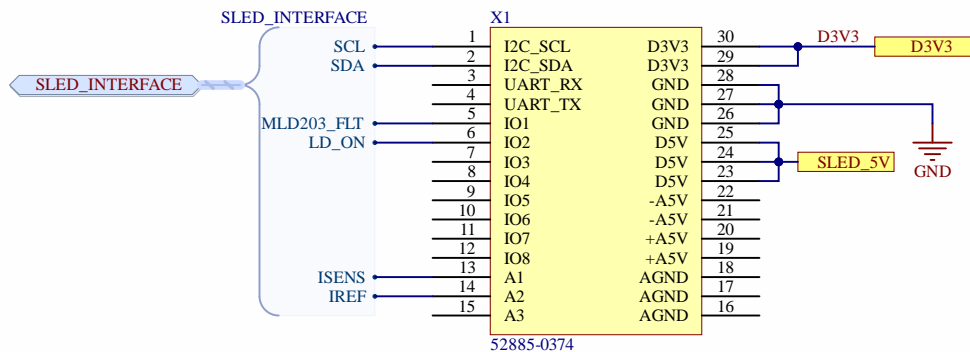 SLED_INTERFACE X1
SCL 1 I2C_SCL D3V3 30 D3V3 D3V3
SDA 2 I2C_SDA D3V3 29
SLED_INTERFACE 3 UART_RX GND 28
4 UART_TX GND 27
MLD203_FLT 5 IO1 GND 26
LD_ON 6 IO2 D5V 25
7 IO3 D5V 24 SLED_5V
8 IO4 D5V 23 GND
9 IO5 -A5V 22
10 IO6 -A5V 21
11 IO7 +A5V 20
12 IO8 +A5V 19
ISENS 13 A1 AGND 18
IREF 14 A2 AGND 17
15 A3 AGND 16
52885-0374